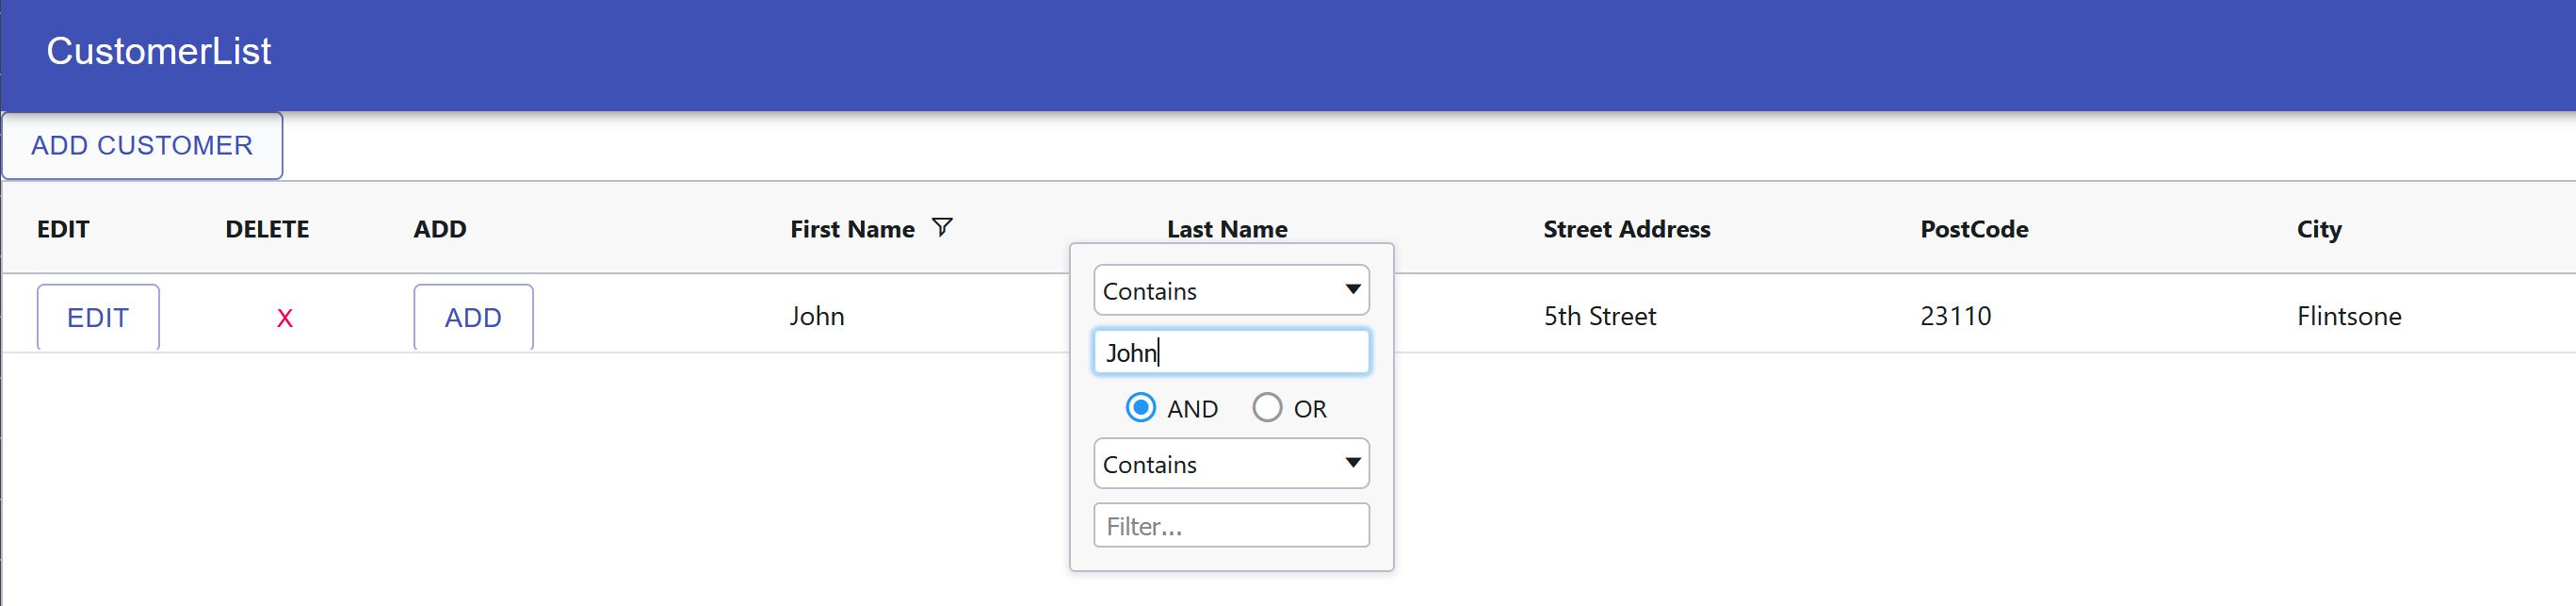 CustomerList
ADD CUSTOMER
EDIT DELETE ADD First Name Last Name Street Address PostCode City
EDIT X ADD John 5th Street 23110 Flintsone
Contains
John
AND OR
Contains
Filter...